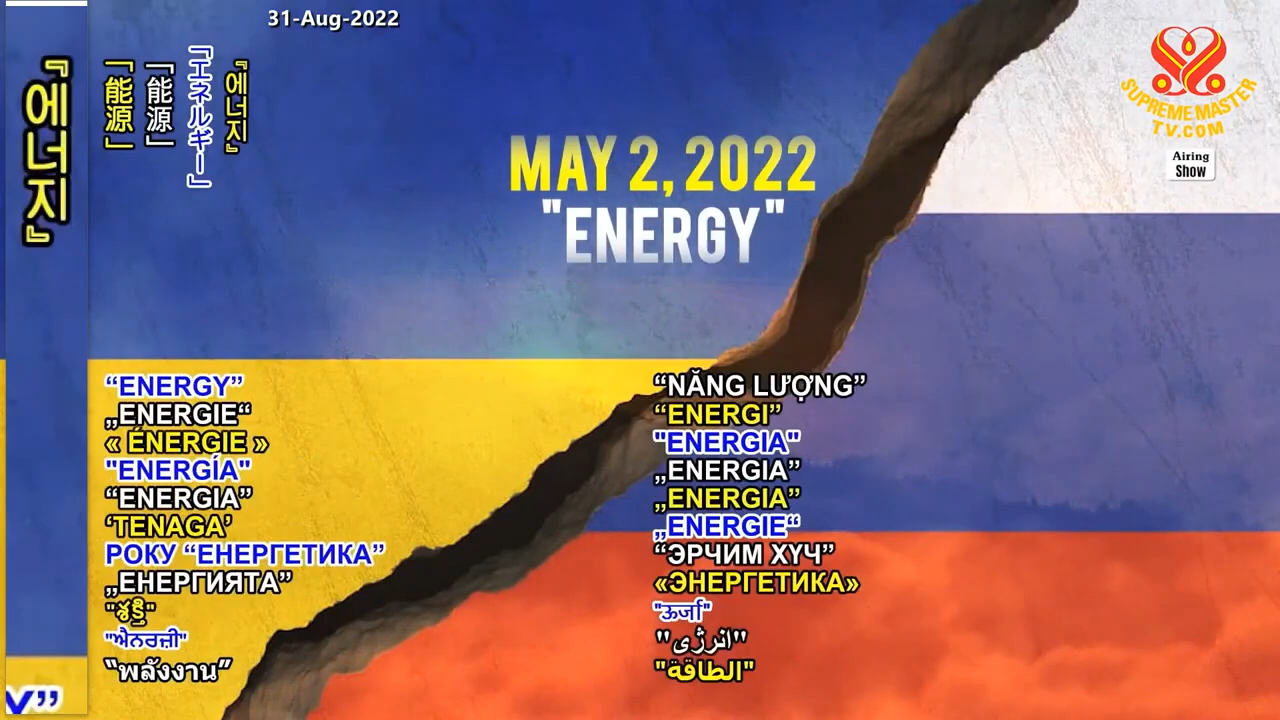 31-Aug-2022
『에너지』
「能源」
「能源」
「エネルギー」
『에너지』
SUPREME MASTER
TV.COM
Airing
Show
MAY 2, 2022
"ENERGY"
“ENERGY”
„ENERGIE“
« ÉNERGIE »
"ENERGÍA"
“ENERGIA”
‘TENAGA’
РОКУ “ЕНЕРГЕТИКА”
„ЕНЕРГИЯТА”
"ਐਨਰਜ਼ੀ"
“พลังงาน”
“NĂNG LƯỢNG”
“ENERGI”
"ENERGIA"
„ENERGIA”
„ENERGIA”
„ENERGIE“
“ЭРЧИМ ХҮЧ”
«ЭНЕРГЕТИКА»
"ऊर्जा"
"انرژی"
"الطاقة"
Y”